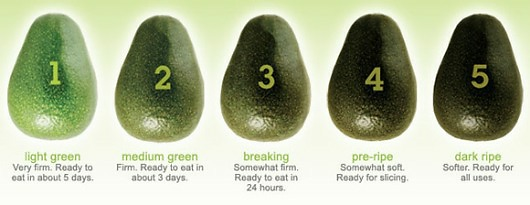 1
2
3
4
5
light green
Very firm. Ready to
eat in about 5 days.
medium green
Firm. Ready to eat in
about 3 days.
breaking
Somewhat firm.
Ready to eat in
24 hours.
pre-ripe
Somewhat soft.
Ready for slicing.
dark ripe
Softer. Ready for
all uses.